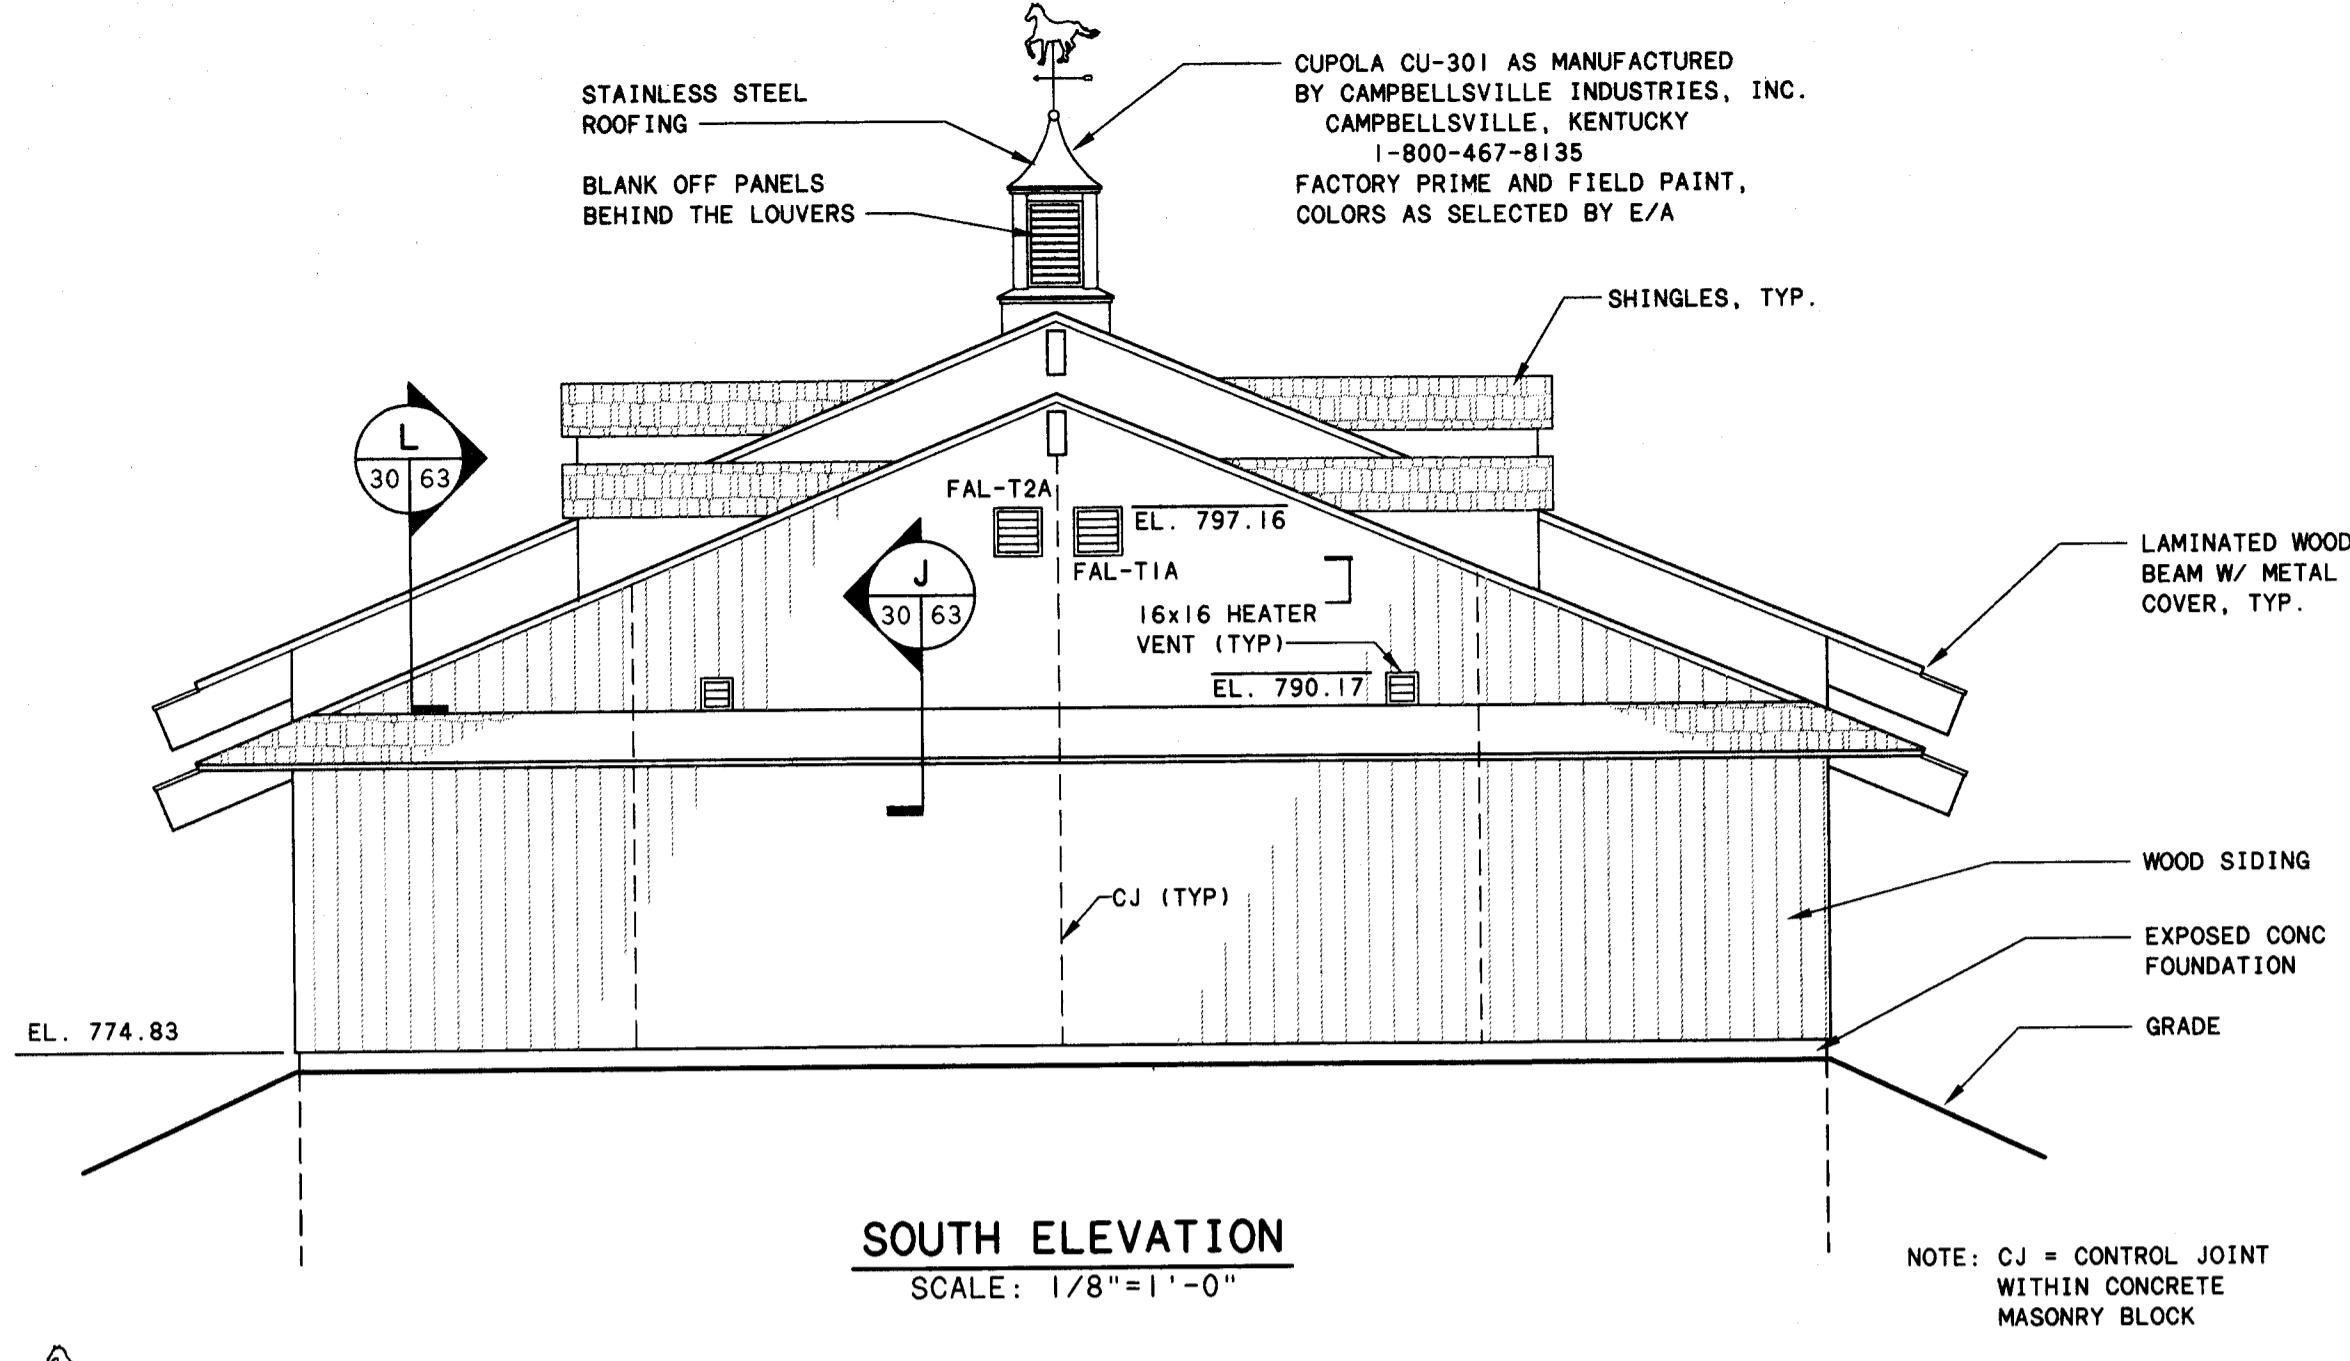 STAINLESS STEEL
ROOFING
BLANK OFF PANELS
BEHIND THE LOUVERS
CUPOLA CU-301 AS MANUFACTURED
BY CAMPBELLSVILLE INDUSTRIES, INC.
CAMPBELLSVILLE, KENTUCKY
1-800-467-8135
FACTORY PRIME AND FIELD PAINT,
COLORS AS SELECTED BY E/A
SHINGLES, TYP.
L
30 63
FAL-T2A
EL. 797.16
FAL-T1A
J
30 63
16x16 HEATER
VENT (TYP)
EL. 790.17
LAMINATED WOOD
BEAM W/ METAL
COVER, TYP.
WOOD SIDING
CJ (TYP)
EXPOSED CONC
FOUNDATION
GRADE
EL. 774.83
SOUTH ELEVATION
SCALE: 1/8"=1'-0"
NOTE: CJ = CONTROL JOINT
WITHIN CONCRETE
MASONRY BLOCK